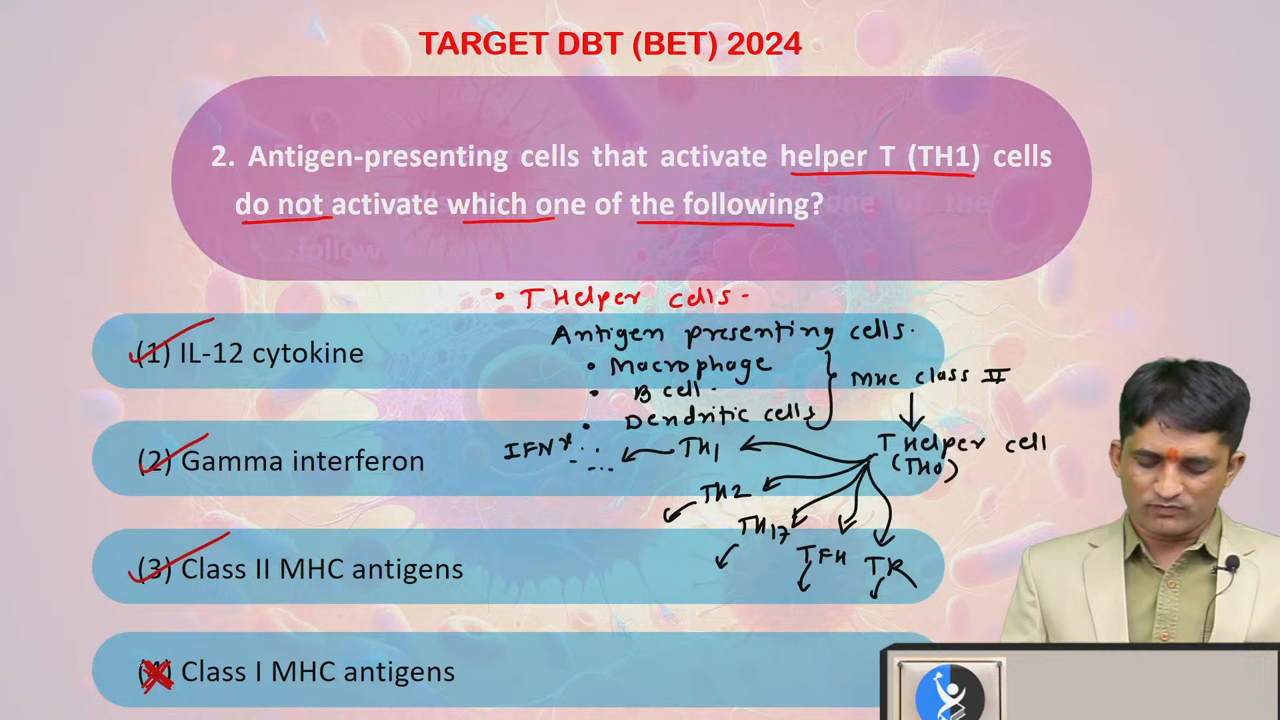 TARGET DBT (BET) 2024
2. Antigen-presenting cells that activate helper T (TH1) cells
do not activate which one of the following?
• T Helper cells -
(1) IL-12 cytokine
Antigen presenting cells.
• Macrophage
• B cell -
• Dendritic cells
MHC class II
(2) Gamma interferon
IFN γ
TH1
T Helper cell
(TH0)
TH2
TH17
TFH
TR
(3) Class II MHC antigens
(4) Class I MHC antigens